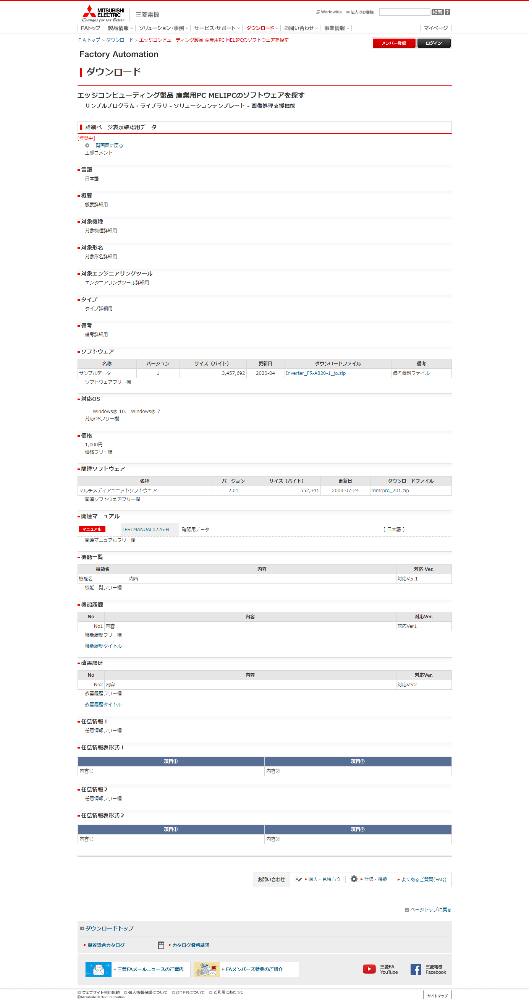 MITSUBISHI ELECTRIC
Changes for the Better
三菱電機
Worldwide 法人のお客様 検索 ?
FAトップ 製品情報 ソリューション・事例 サービス・サポート ダウンロード お問い合わせ 事業情報 マイページ
FAトップ > ダウンロード > エッジコンピューティング製品 産業用PC MELIPCのソフトウェアを探す
メンバー登録 ログイン
Factory Automation
ダウンロード
エッジコンピューティング製品 産業用PC MELIPCのソフトウェアを探す
サンプルプログラム・ライブラリ - ソリューションテンプレート - 画像処理支援機能
詳細ページ表示確認用データ
[登録中]
一覧画面に戻る
上部コメント
言語
日本語
概要
概要詳細用
対象機種
対象機種詳細用
対象形名
対象形名詳細用
対象エンジニアリングツール
エンジニアリングツール詳細用
タイプ
タイプ詳細用
備考
備考詳細用
ソフトウェア
名称 バージョン サイズ（バイト） 更新日 ダウンロードファイル 備考
サンプルデータ 1 3,457,692 2020-04 Inverter_FR-A820-1_ja.zip 備考個別ファイル
ソフトウェアフリー欄
対応OS
Windows® 10、 Windows® 7
対応OSフリー欄
価格
1,000円
価格フリー欄
関連ソフトウェア
名称 バージョン サイズ（バイト） 更新日 ダウンロードファイル
マルチメディアユニットソフトウェア 2.01 552,341 2009-07-24 mmrprg_201.zip
関連ソフトウェアフリー欄
関連マニュアル
マニュアル TESTMANUAL0226-B 確認用データ [ 日本語 ]
関連マニュアルフリー欄
機能一覧
機能名 内容 対応 Ver.
機能名 内容 対応Ver.1
機能一覧フリー欄
機能履歴
No 内容 対応Ver.
No1 内容 対応Ver1
機能履歴フリー欄
機能履歴タイトル
改善履歴
No 内容 対応Ver.
No2 内容 対応Ver2
改善履歴フリー欄
改善履歴タイトル
任意情報１
任意情報フリー欄
任意情報表形式１
項目① 項目②
内容① 内容②
任意情報２
任意情報フリー欄
任意情報表形式２
項目① 項目②
内容① 内容②
お問い合わせ 購入・見積もり 仕様・機能 よくあるご質問(FAQ)
ページトップに戻る
ダウンロードトップ
機器総合カタログ カタログ資料請求
三菱FAメールニュースのご案内 FAメンバーズ特典のご紹介 三菱FA YouTube 三菱電機 Facebook
ウェブサイト利用規約 個人情報保護について GDPRについて ご利用にあたって サイトマップ
©Mitsubishi Electric Corporation